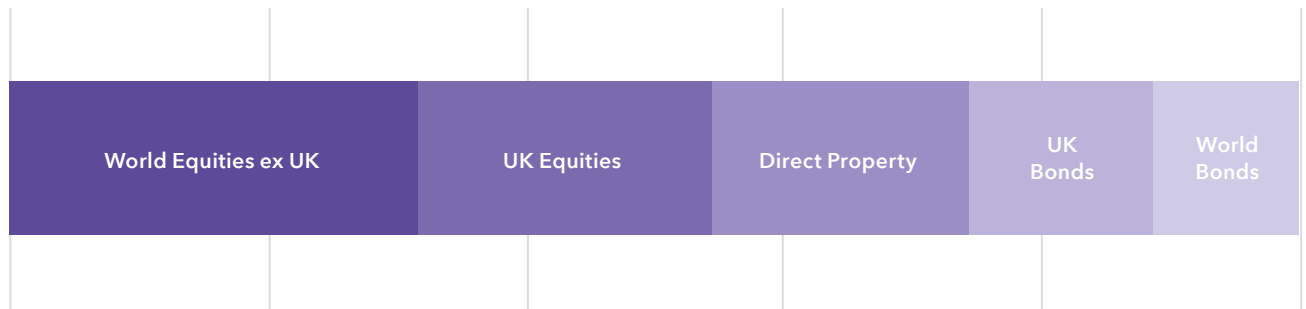 World Equities ex UK
UK Equities
Direct Property
UK
Bonds
World
Bonds